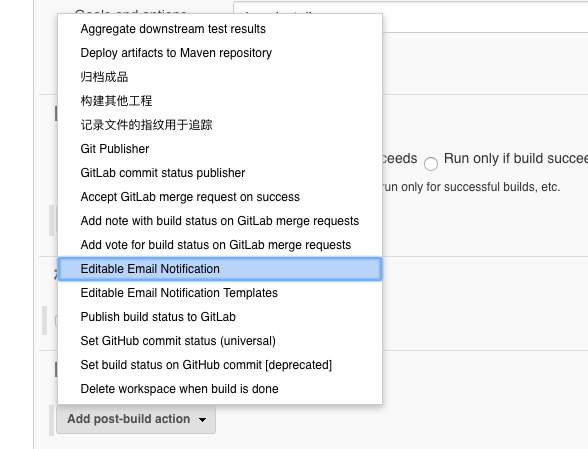 Goals and options
Aggregate downstream test results
Deploy artifacts to Maven repository
归档成品
构建其他工程
记录文件的指纹用于追踪
Git Publisher
ceeds Run only if build succee
GitLab commit status publisher
run only for successful builds, etc.
Accept GitLab merge request on success
Add note with build status on GitLab merge requests
Add vote for build status on GitLab merge requests
Editable Email Notification
Editable Email Notification Templates
Publish build status to GitLab
Set GitHub commit status (universal)
Set build status on GitHub commit [deprecated]
Delete workspace when build is done
Add post-build action